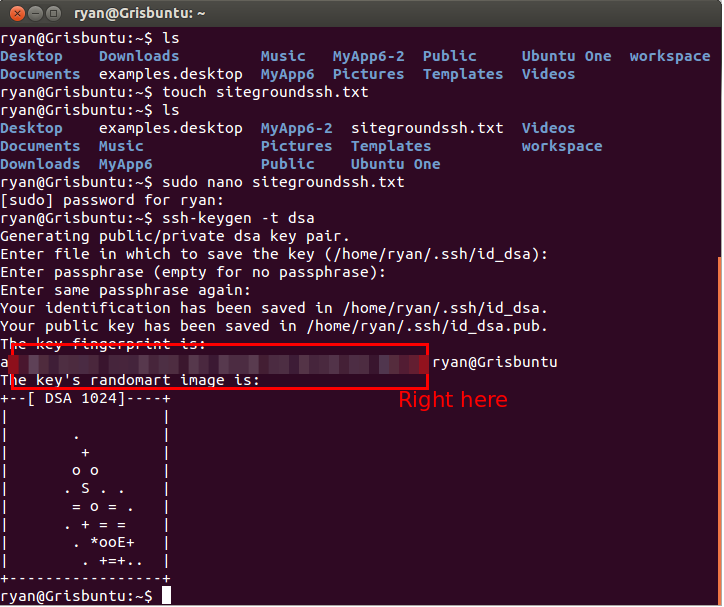 ryan@Grisbuntu: ~
ryan@Grisbuntu:~$ ls
Desktop    Downloads         Music   MyApp6-2  Public     Ubuntu One  workspace
Documents  examples.desktop  MyApp6  Pictures  Templates  Videos
ryan@Grisbuntu:~$ touch sitegroundssh.txt
ryan@Grisbuntu:~$ ls
Desktop    examples.desktop  MyApp6-2  sitegroundssh.txt  Videos
Documents  Music             Pictures  Templates          workspace
Downloads  MyApp6            Public    Ubuntu One
ryan@Grisbuntu:~$ sudo nano sitegroundssh.txt
[sudo] password for ryan:
ryan@Grisbuntu:~$ ssh-keygen -t dsa
Generating public/private dsa key pair.
Enter file in which to save the key (/home/ryan/.ssh/id_dsa):
Enter passphrase (empty for no passphrase):
Enter same passphrase again:
Your identification has been saved in /home/ryan/.ssh/id_dsa.
Your public key has been saved in /home/ryan/.ssh/id_dsa.pub.
The key fingerprint is:
a ryan@Grisbuntu
The key's randomart image is:
+--[ DSA 1024]----+
Right here
|                 |
|       .         |
|        +        |
|       o o       |
|      . S . .    |
|       = o = .   |
|      . + = =    |
|       . *ooE+   |
|        . +=+..  |
+-----------------+
ryan@Grisbuntu:~$